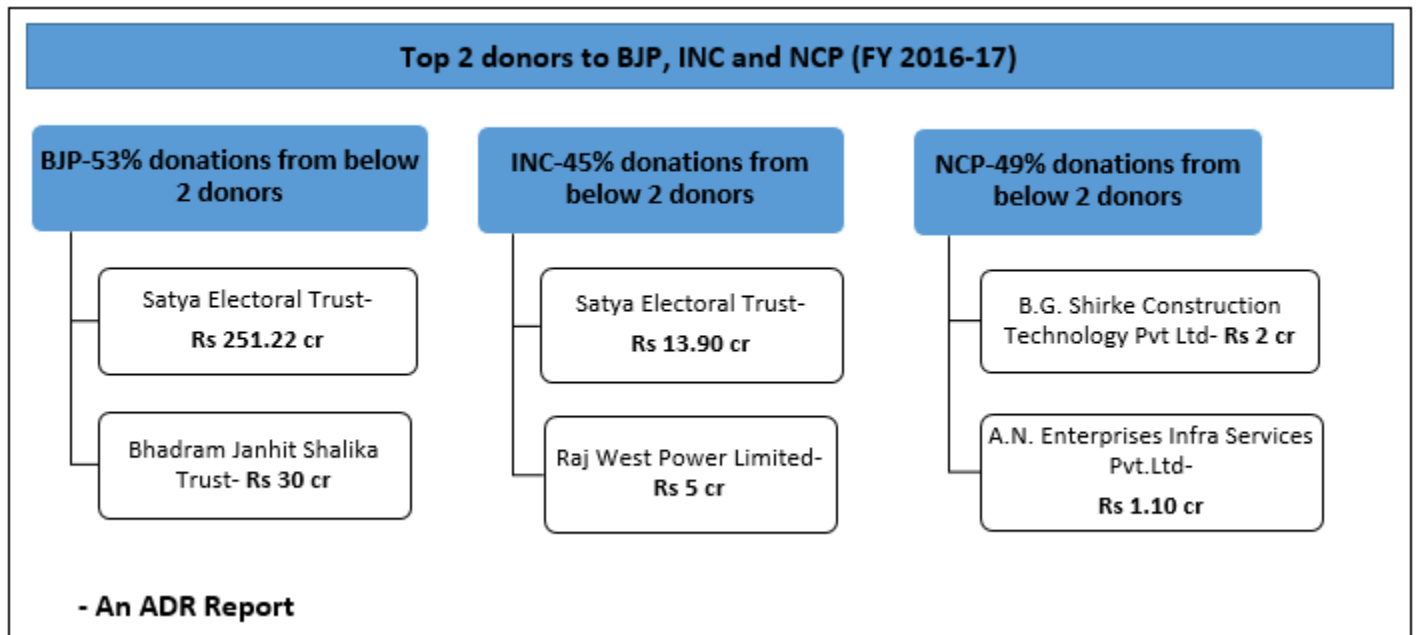 Top 2 donors to BJP, INC and NCP (FY 2016-17)
BJP-53% donations from below
2 donors
Satya Electoral Trust-
Rs 251.22 cr
Bhadram Janhit Shalika
Trust- Rs 30 cr
INC-45% donations from
below 2 donors
Satya Electoral Trust-
Rs 13.90 cr
Raj West Power Limited-
Rs 5 cr
NCP-49% donations from
below 2 donors
B.G. Shirke Construction
Technology Pvt Ltd- Rs 2 cr
A.N. Enterprises Infra Services
Pvt.Ltd-
Rs 1.10 cr
- An ADR Report